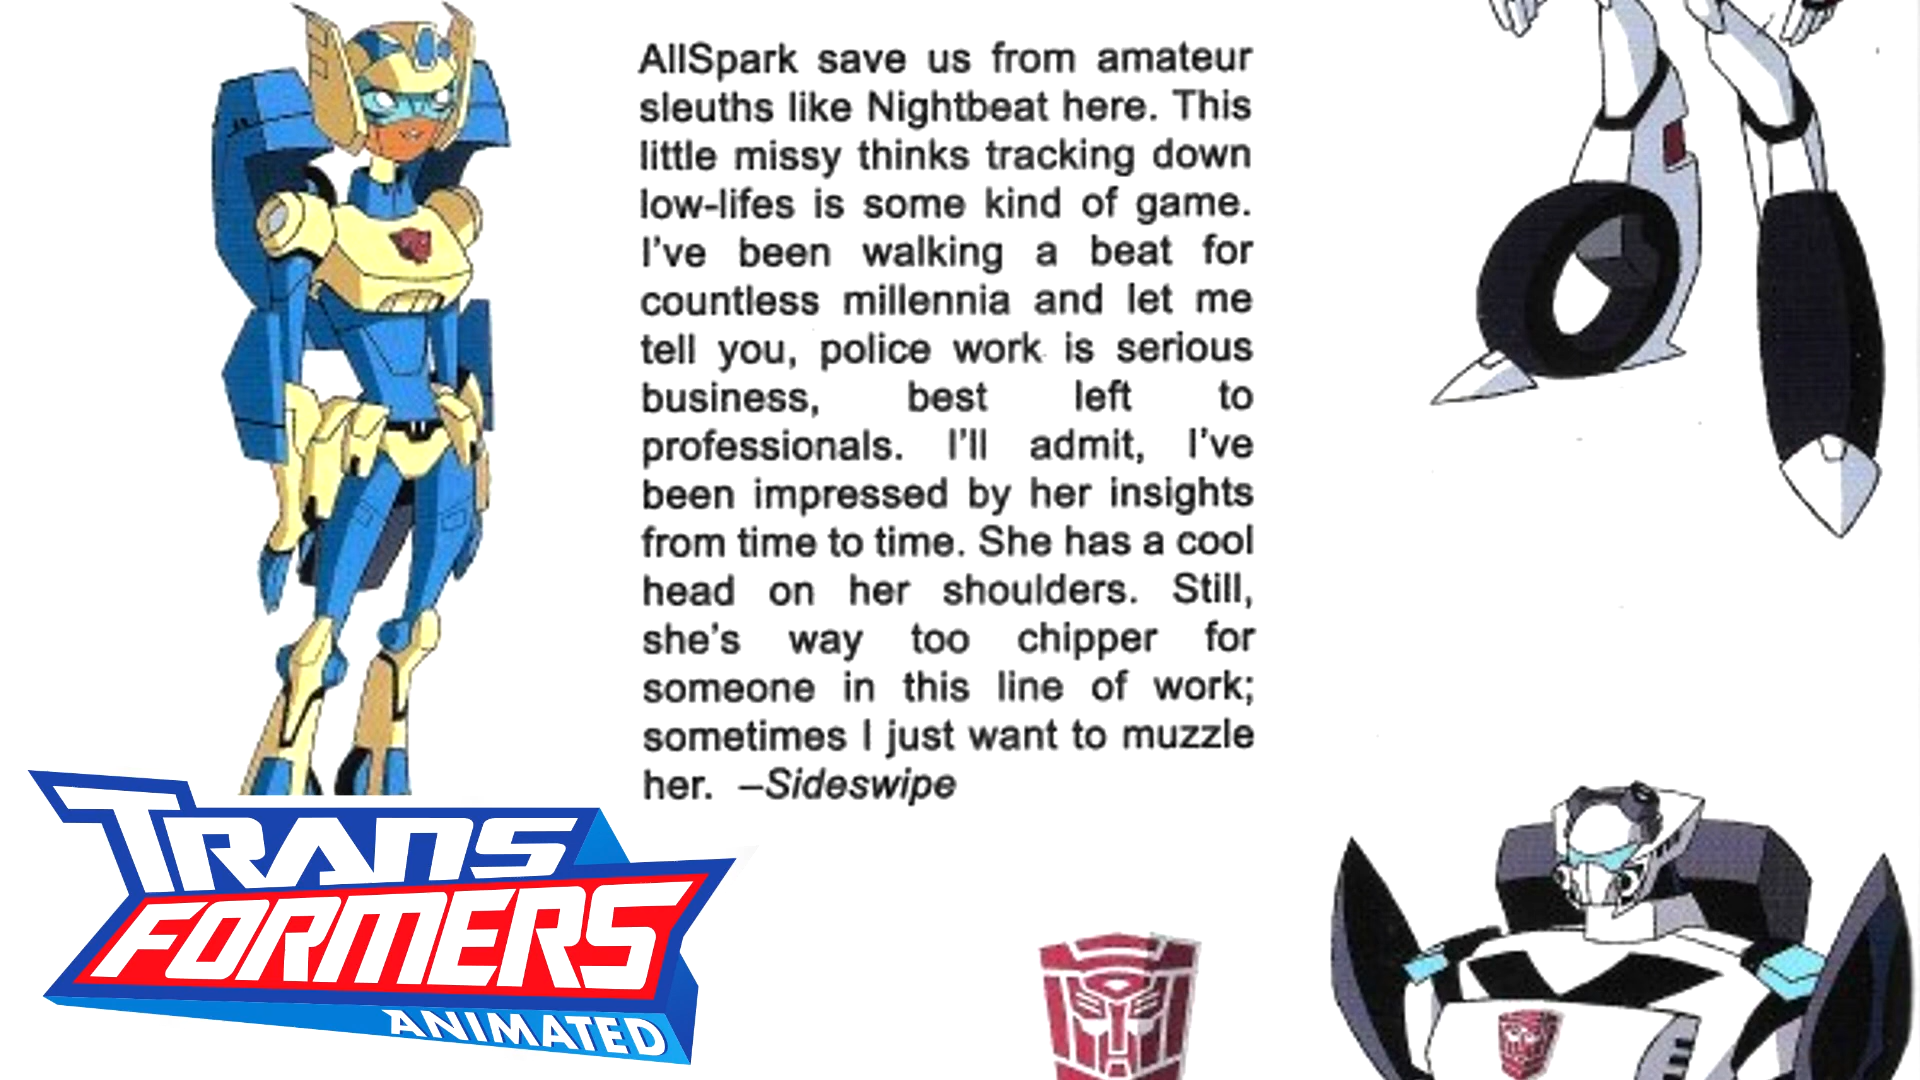 AllSpark save us from amateur
sleuths like Nightbeat here. This
little missy thinks tracking down
low-lifes is some kind of game.
I've been walking a beat for
countless millennia and let me
tell you, police work is serious
business, best left to
professionals. I'll admit, I've
been impressed by her insights
from time to time. She has a cool
head on her shoulders. Still,
she's way too chipper for
someone in this line of work;
sometimes I just want to muzzle
her. –Sideswipe
TRANS
FORMERS
ANIMATED